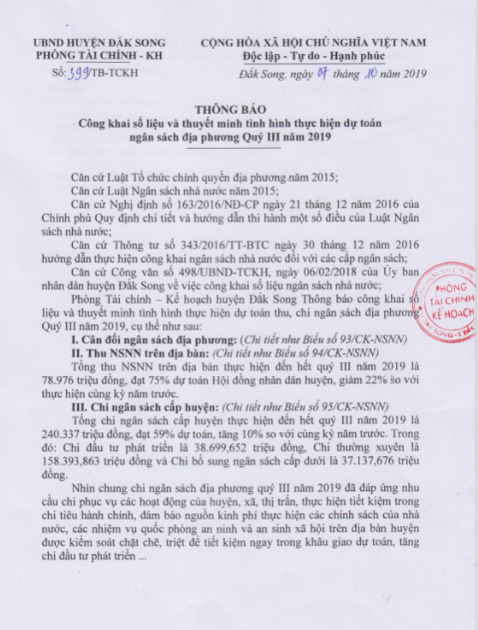 UBND HUYỆN ĐĂK SONG
PHÒNG TÀI CHÍNH - KH
Số: 399/TB-TCKH
CỘNG HÒA XÃ HỘI CHỦ NGHĨA VIỆT NAM
Độc lập - Tự do - Hạnh phúc
Đăk Song, ngày 07 tháng 10 năm 2019
THÔNG BÁO
Công khai số liệu và thuyết minh tình hình thực hiện dự toán
ngân sách địa phương Quý III năm 2019
Căn cứ Luật Tổ chức chính quyền địa phương năm 2015;
Căn cứ Luật Ngân sách nhà nước năm 2015;
Căn cứ Nghị định số 163/2016/NĐ-CP ngày 21 tháng 12 năm 2016 của
Chính phủ Quy định chi tiết và hướng dẫn thi hành một số điều của Luật Ngân
sách nhà nước;
Căn cứ Thông tư số 343/2016/TT-BTC ngày 30 tháng 12 năm 2016
hướng dẫn thực hiện công khai ngân sách nhà nước đối với các cấp ngân sách;
Căn cứ Công văn số 498/UBND-TCKH, ngày 06/02/2018 của Ủy ban
nhân dân huyện Đăk Song về việc công khai số liệu ngân sách nhà nước;
Phòng Tài chính – Kế hoạch huyện Đăk Song Thông báo công khai số
liệu và thuyết minh tình hình thực hiện dự toán thu, chi ngân sách địa phương
Quý III năm 2019, cụ thể như sau:
I. Cân đối ngân sách địa phương: (Chi tiết như Biểu số 93/CK-NSNN)
II. Thu NSNN trên địa bàn: (Chi tiết như Biểu số 94/CK-NSNN)
Tổng thu NSNN trên địa bàn thực hiện đến hết quý III năm 2019 là
78.976 triệu đồng, đạt 75% dự toán Hội đồng nhân dân huyện, giảm 22% so với
thực hiện cùng kỳ năm trước.
III. Chi ngân sách cấp huyện: (Chi tiết như Biểu số 95/CK-NSNN)
Tổng chi ngân sách cấp huyện thực hiện đến hết quý III năm 2019 là
240.337 triệu đồng, đạt 59% dự toán, tăng 10% so với cùng kỳ năm trước. Trong
đó: Chi đầu tư phát triển là 38.699,652 triệu đồng, Chi thường xuyên là
158.393,863 triệu đồng và Chi bổ sung ngân sách cấp dưới là 37.137,676 triệu
đồng.
Nhìn chung chi ngân sách địa phương quý III năm 2019 đã đáp ứng nhu
cầu chi phục vụ các hoạt động của huyện, xã, thị trấn, thực hiện tiết kiệm trong
chi tiêu hành chính, đảm bảo nguồn kinh phí thực hiện các chính sách của nhà
nước, các nhiệm vụ quốc phòng an ninh và an sinh xã hội trên địa bàn huyện
được kiểm soát chặt chẽ, triệt để tiết kiệm ngay trong khâu giao dự toán, tăng
chi đầu tư phát triển ...
PHÒNG
TÀI CHÍNH
KẾ HOẠCH